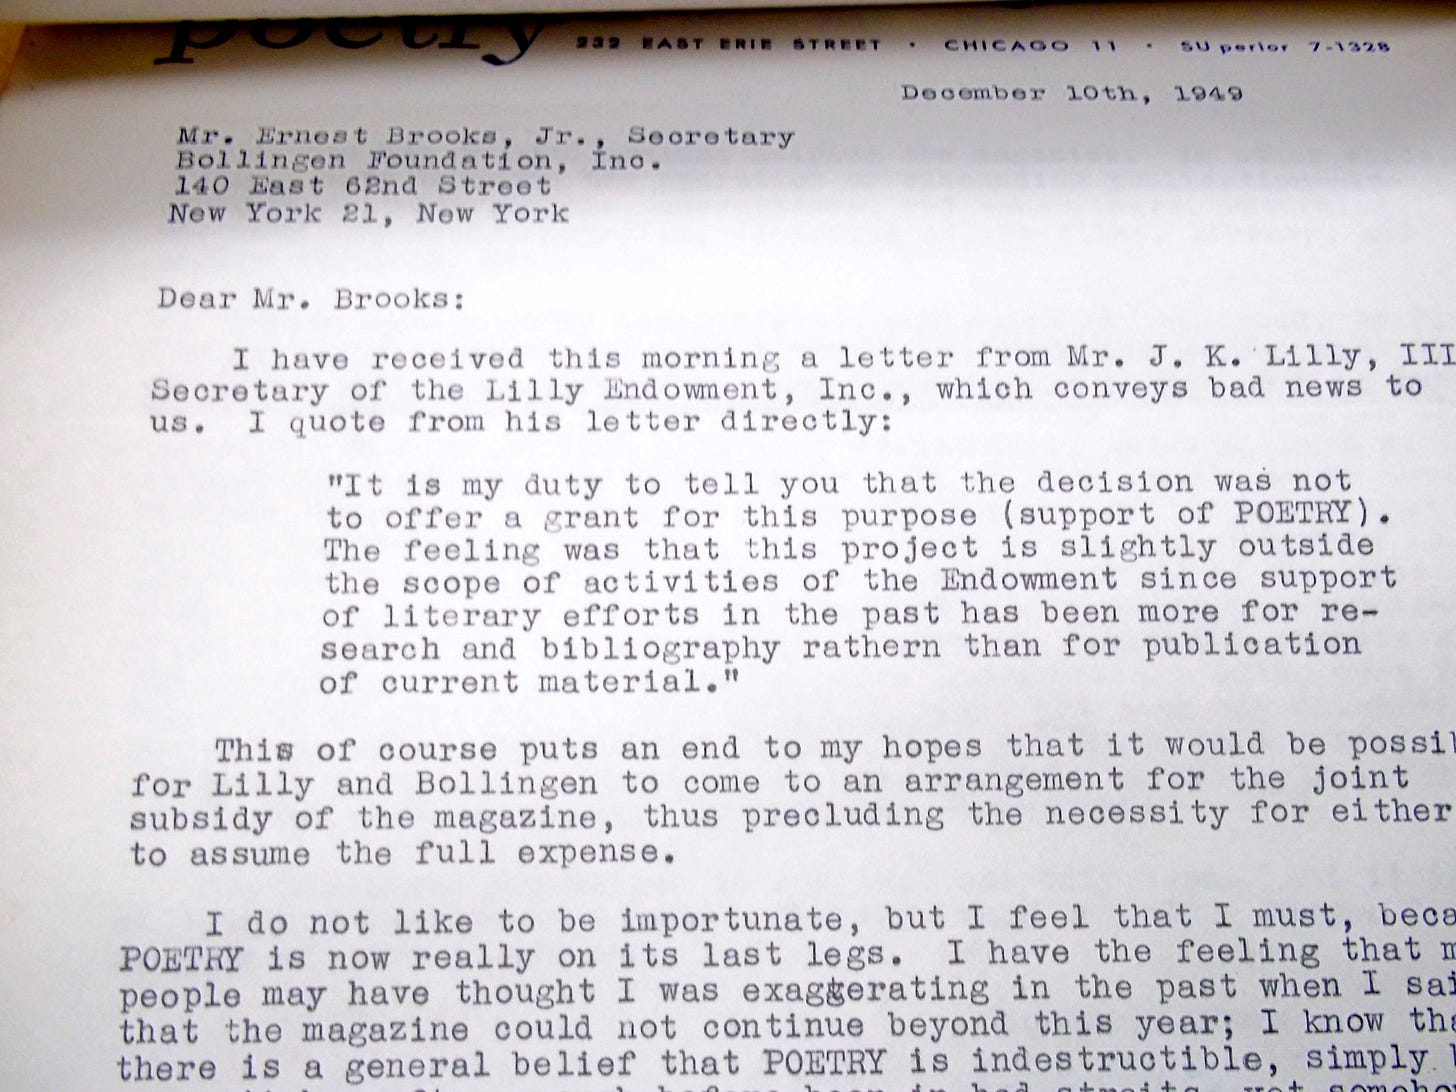 poetry 232 EAST ERIE STREET · CHICAGO 11 · SUperior 7-1328
December 10th, 1949
Mr. Ernest Brooks, Jr., Secretary
Bollingen Foundation, Inc.
140 East 62nd Street
New York 21, New York
Dear Mr. Brooks:
I have received this morning a letter from Mr. J. K. Lilly, III
Secretary of the Lilly Endowment, Inc., which conveys bad news to
us. I quote from his letter directly:
"It is my duty to tell you that the decision was not
to offer a grant for this purpose (support of POETRY).
The feeling was that this project is slightly outside
the scope of activities of the Endowment since support
of literary efforts in the past has been more for re-
search and bibliography rathern than for publication
of current material."
This of course puts an end to my hopes that it would be
for Lilly and Bollingen to come to an arrangement for the joint
subsidy of the magazine, thus precluding the necessity for either
to assume the full expense.
I do not like to be importunate, but I feel that I must,
POETRY is now really on its last legs. I have the feeling that
people may have thought I was exaggerating in the past when I
that the magazine could not continue beyond this year; I know
there is a general belief that POETRY is indestructible, simply